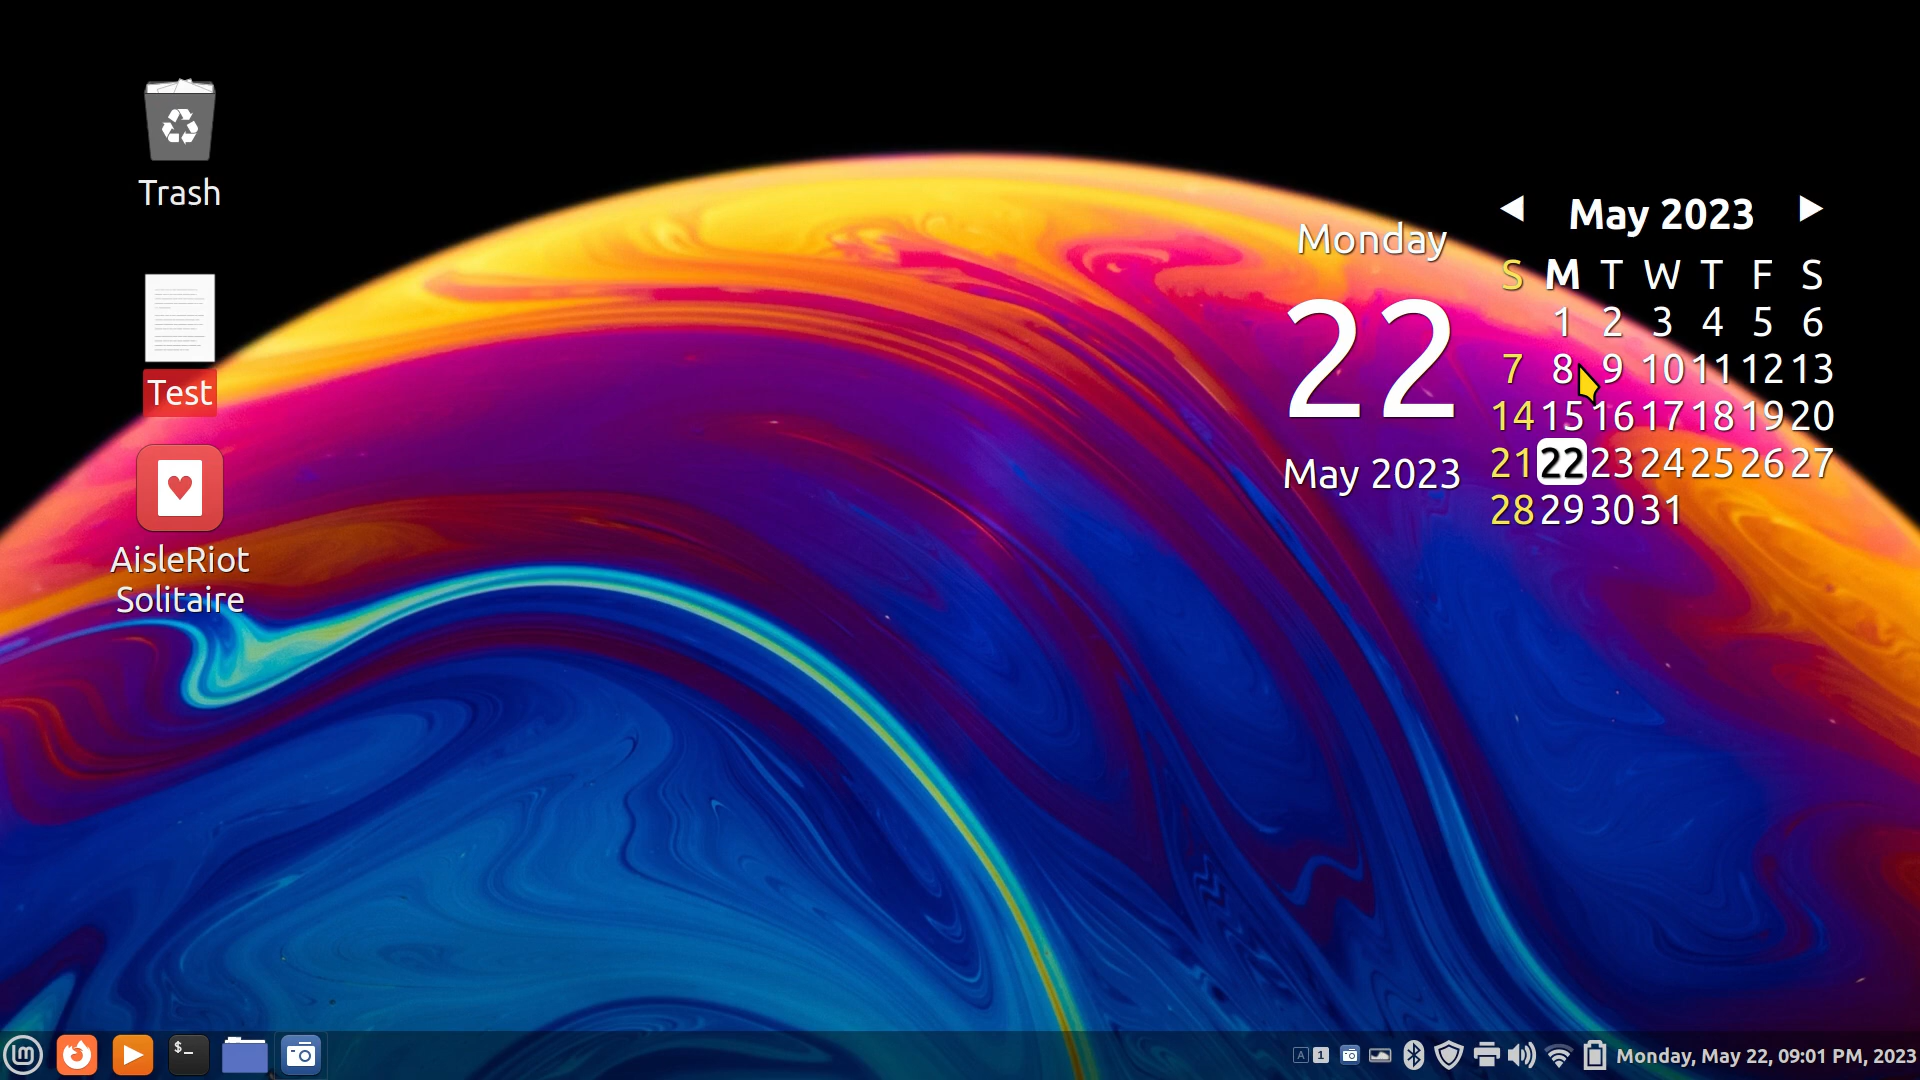 Trash
Test
AisleRiot
Solitaire
Monday
22
May 2023
May 2023
S M T W T F S
1 2 3 4 5 6
7 8 9 10 11 12 13
14 15 16 17 18 19 20
21 22 23 24 25 26 27
28 29 30 31
$_
A 1
Monday, May 22, 09:01 PM, 2023